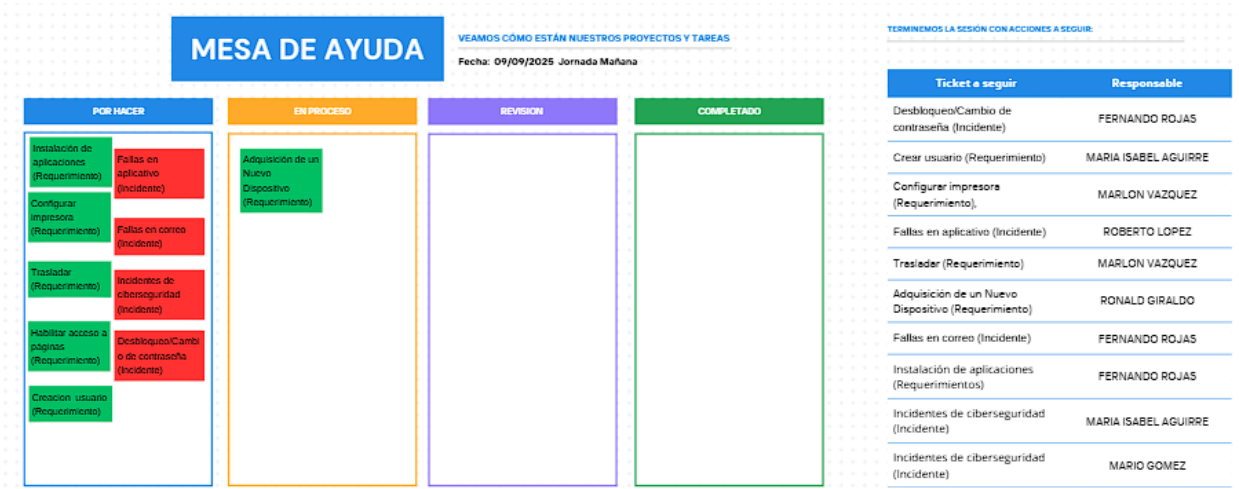 MESA DE AYUDA
VEAMOS CÓMO ESTÁN NUESTROS PROYECTOS Y TAREAS
Fecha: 09/09/2025 Jornada Mañana
POR HACER
Instalación de
aplicaciones
(Requerimiento)
Configurar
impresora
(Requerimiento)
Trasladar
(Requerimiento)
Habilitar acceso a
páginas
(Requerimiento)
Creacion usuario
(Requerimiento)
Fallas en
aplicativo
(Incidente)
Fallas en correo
(Incidente)
Incidentes de
ciberseguridad
(Incidente)
Desbloqueo/Cambi
o de contraseña
(Incidente)
EN PROCESO
Adquisición de un
Nuevo
Dispositivo
(Requerimiento)
REVISION
COMPLETADO
TERMINEMOS LA SESIÓN CON ACCIONES A SEGUIR:
Ticket a seguir Responsable
Desbloqueo/Cambio de
contraseña (Incidente) FERNANDO ROJAS
Crear usuario (Requerimiento) MARIA ISABEL AGUIRRE
Configurar impresora
(Requerimiento), MARLON VAZQUEZ
Fallas en aplicativo (Incidente) ROBERTO LOPEZ
Trasladar (Requerimiento) MARLON VAZQUEZ
Adquisición de un Nuevo
Dispositivo (Requerimiento) RONALD GIRALDO
Fallas en correo (Incidente) FERNANDO ROJAS
Instalación de aplicaciones
(Requerimientos) FERNANDO ROJAS
Incidentes de ciberseguridad
(Incidente) MARIA ISABEL AGUIRRE
Incidentes de ciberseguridad
(Incidente) MARIO GOMEZ